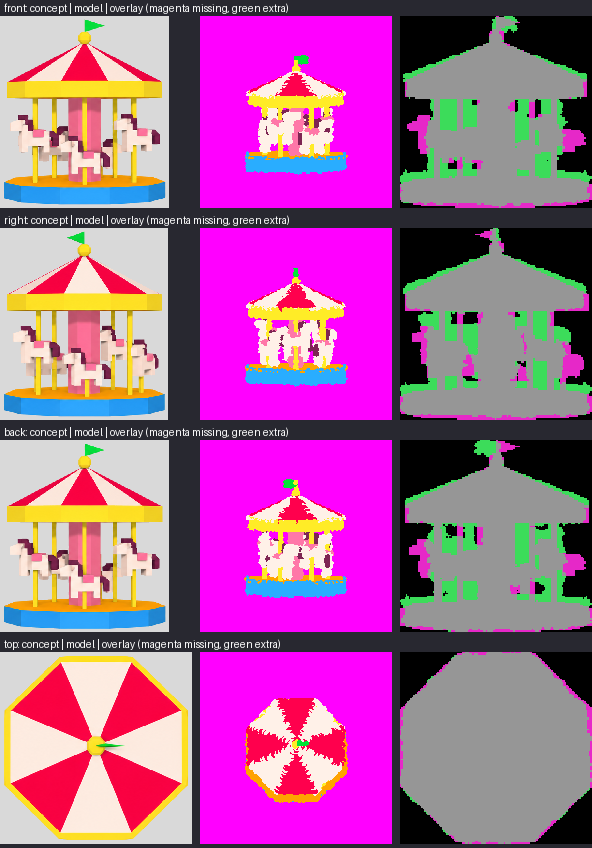 front: concept | model | overlay (magenta missing, green extra)
right: concept | model | overlay (magenta missing, green extra)
back: concept | model | overlay (magenta missing, green extra)
top: concept | model | overlay (magenta missing, green extra)